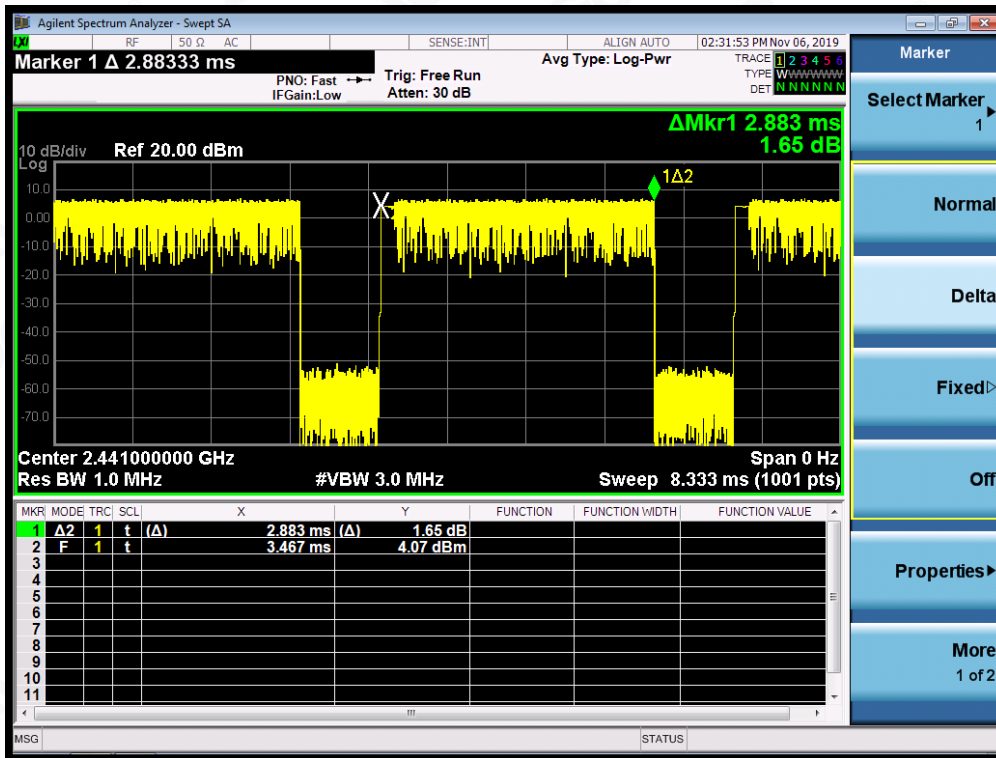 Agilent Spectrum Analyzer - Swept SA
LXI RF 50 Ω AC SENSE:INT ALIGN AUTO 02:31:53 PM Nov 06, 2019
Marker 1 Δ 2.88333 ms
PNO: Fast
IFGain:Low
Trig: Free Run
Atten: 30 dB
Avg Type: Log-Pwr
TRACE 1 2 3 4 5 6
TYPE W
DET N N N N N N
ΔMkr1 2.883 ms
1.65 dB
10 dB/div Ref 20.00 dBm
Log
10.0
0.00
-10.0
-20.0
-30.0
-40.0
-50.0
-60.0
-70.0
X
1Δ2
Center 2.441000000 GHz Span 0 Hz
Res BW 1.0 MHz #VBW 3.0 MHz Sweep 8.333 ms (1001 pts)
MKR MODE TRC SCL X Y FUNCTION FUNCTION WIDTH FUNCTION VALUE
1 Δ2 1 t (Δ) 2.883 ms (Δ) 1.65 dB
2 F 1 t 3.467 ms 4.07 dBm
3
4
5
6
7
8
9
10
11
MSG STATUS
Marker
Select Marker
1
Normal
Delta
Fixed
Off
Properties
More
1 of 2